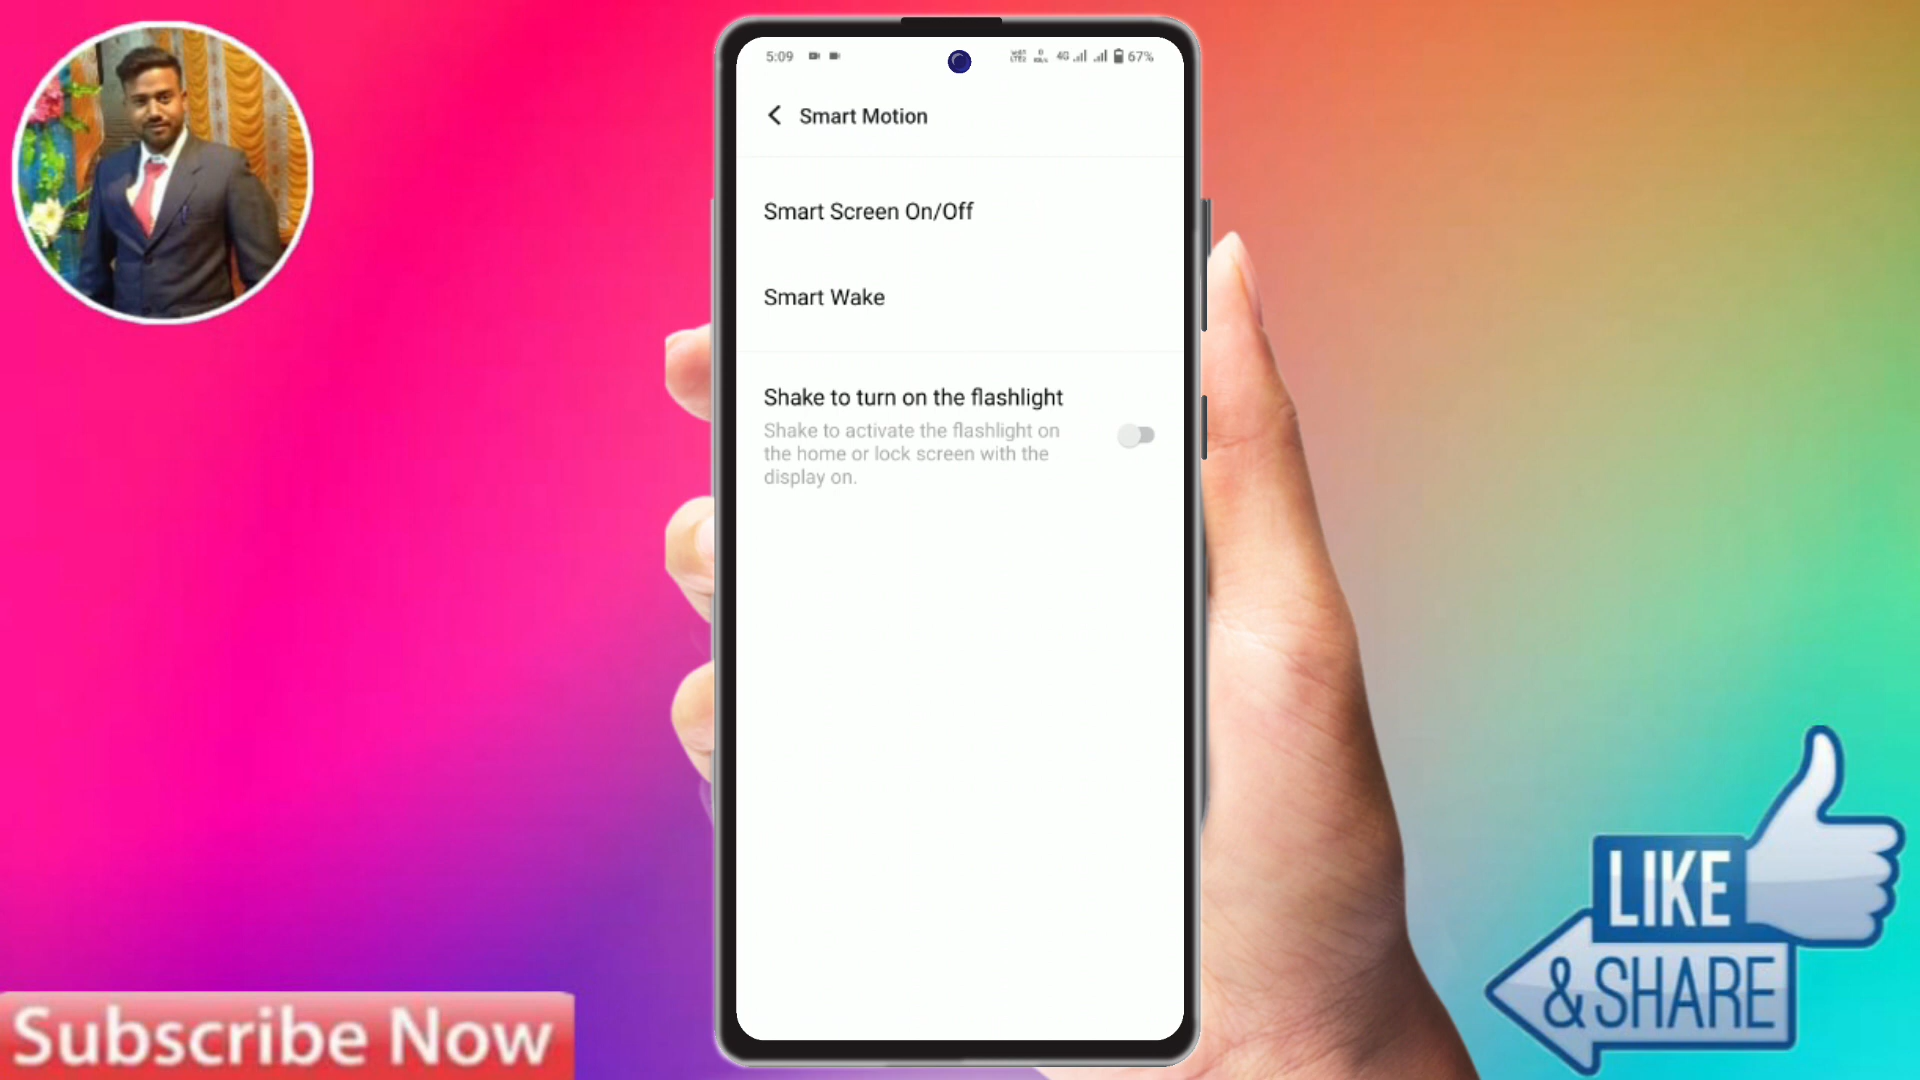 5:09
4G
67%
Smart Motion
Smart Screen On/Off
Smart Wake
Shake to turn on the flashlight
Shake to activate the flashlight on
the home or lock screen with the
display on.
LIKE
& SHARE
Subscribe Now